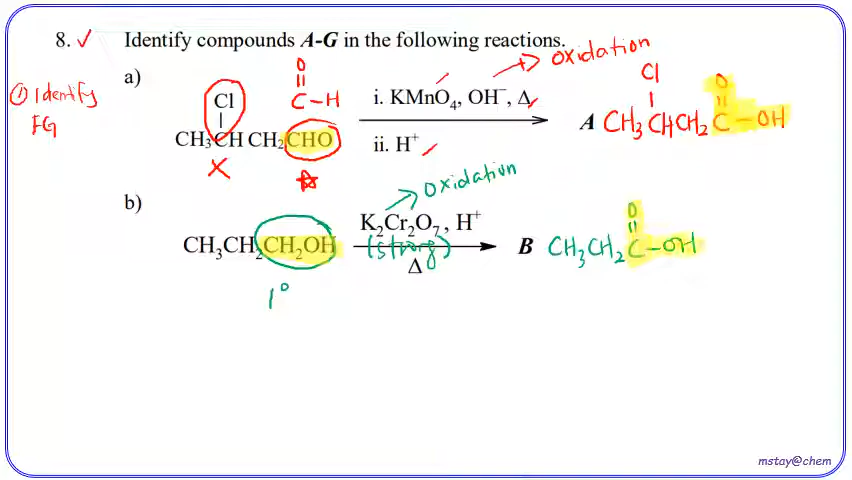 8. ✓ Identify compounds A-G in the following reactions.
a)
① Identify FG
O
||
C-H
Cl
|
CH₃CH CH₂CHO
X
i. KMnO₄, OH⁻, Δ
ii. H⁺
oxidation
A
Cl
|
O
||
CH₃CHCH₂C-OH
b)
CH₃CH₂CH₂OH
1°
Oxidation
K₂Cr₂O₇, H⁺
(strong)
Δ
B
O
||
CH₃CH₂C-OH
mstay@chem